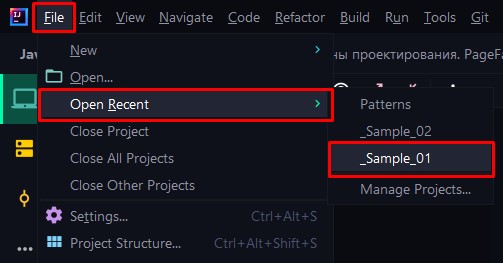 IJ File Edit View Navigate Code Refactor Build Run Tools Git
Jav
ны проектирования. PageFa
New
Open...
Open Recent
Close Project
Close All Projects
Close Other Projects
Settings... Ctrl+Alt+S
Project Structure... Ctrl+Alt+Shift+S
Patterns
_Sample_02
_Sample_01
Manage Projects...